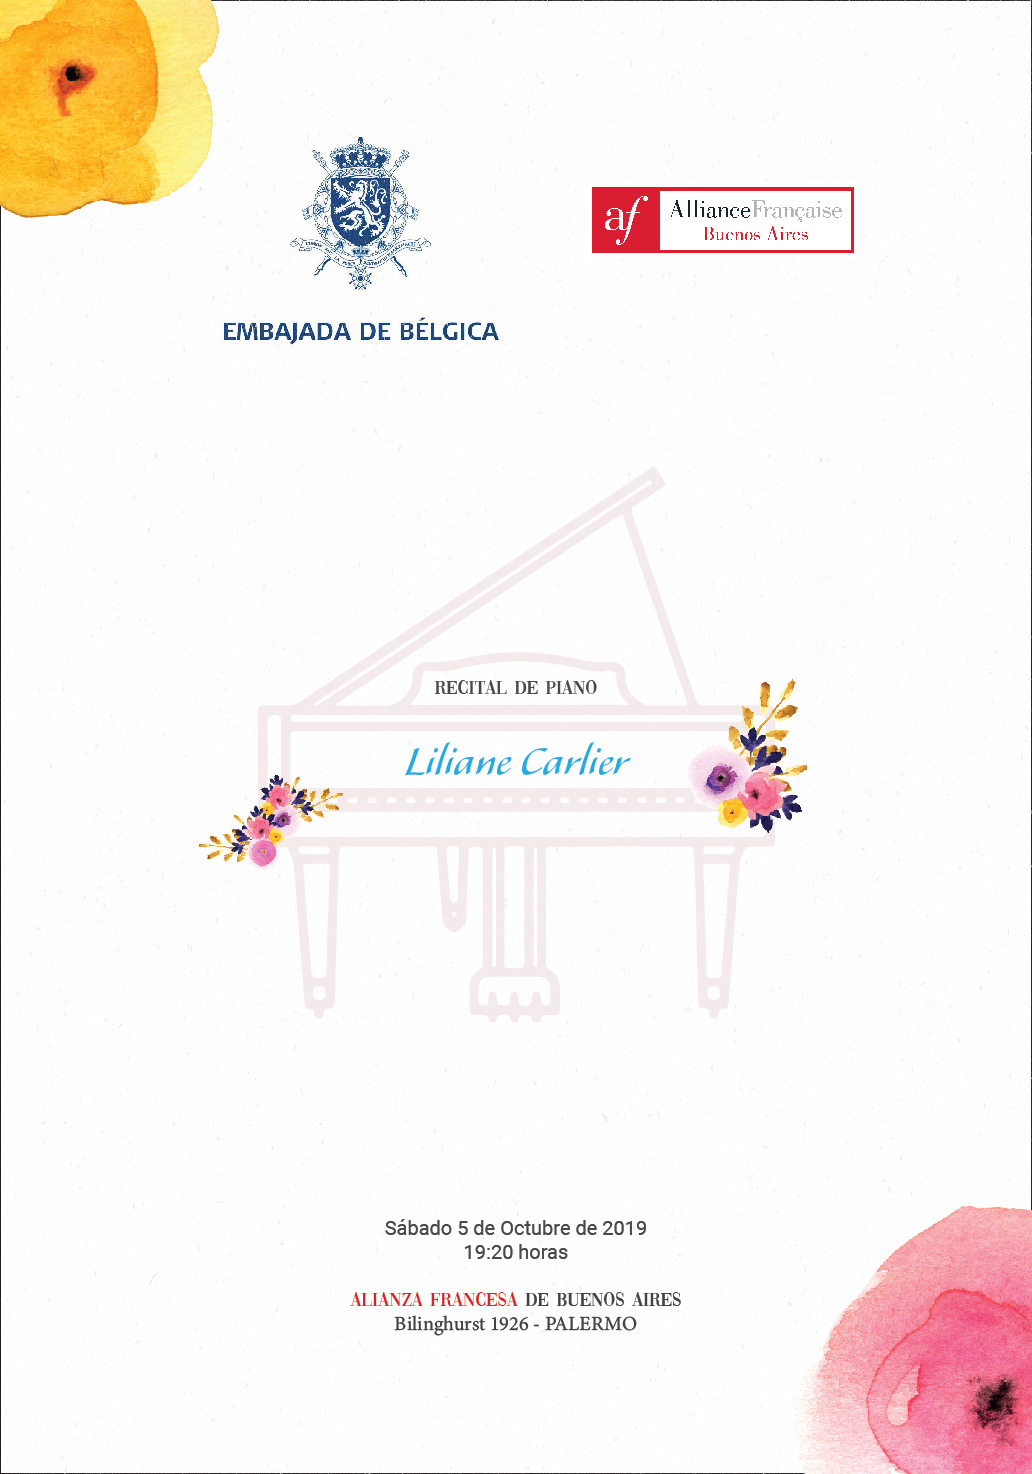 EMBAJADA DE BÉLGICA
af
AllianceFrançaise
Buenos Aires
RECITAL DE PIANO
Liliane Carlier
Sábado 5 de Octubre de 2019
19:20 horas
ALIANZA FRANCESA DE BUENOS AIRES
Bilinghurst 1926 - PALERMO